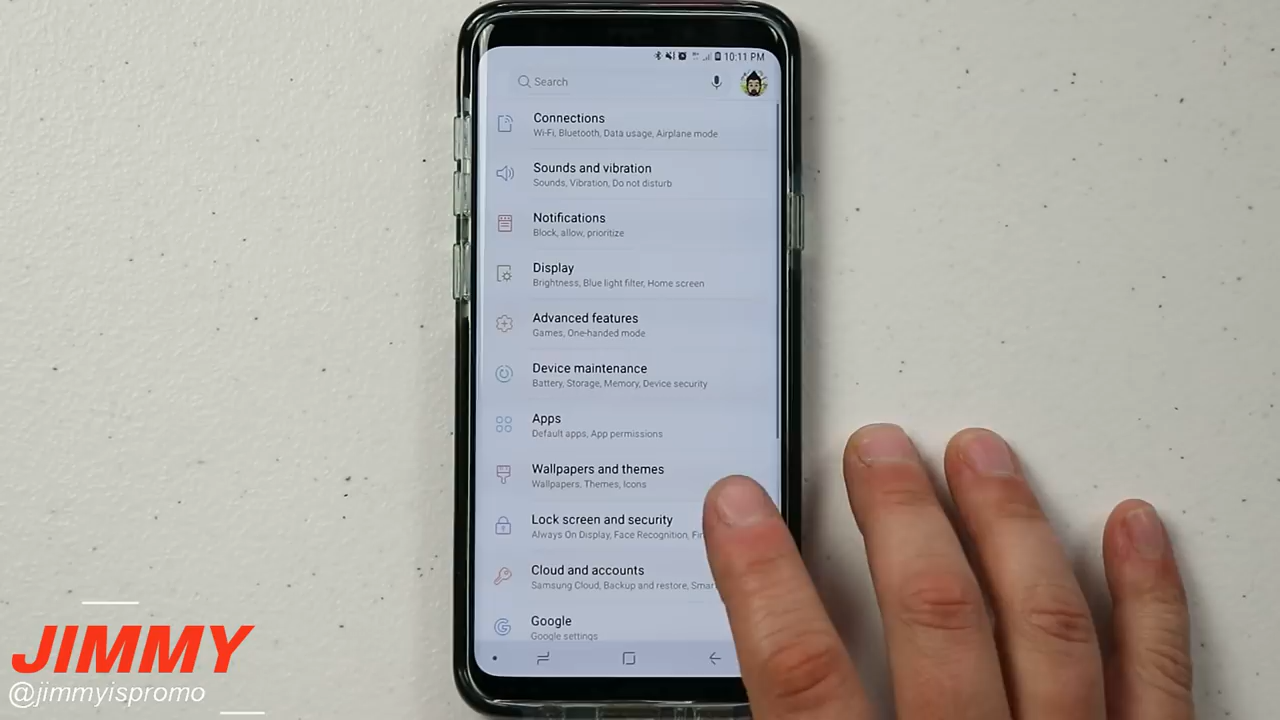 10:11 PM
Search
Connections
Wi-Fi, Bluetooth, Data usage, Airplane mode
Sounds and vibration
Sounds, Vibration, Do not disturb
Notifications
Block, allow, prioritize
Display
Brightness, Blue light filter, Home screen
Advanced features
Games, One-handed mode
Device maintenance
Battery, Storage, Memory, Device security
Apps
Default apps, App permissions
Wallpapers and themes
Wallpapers, Themes, Icons
Lock screen and security
Always On Display, Face Recognition,
Cloud and accounts
Samsung Cloud, Backup and restore,
Google
Google settings
JIMMY
@jimmyispromo